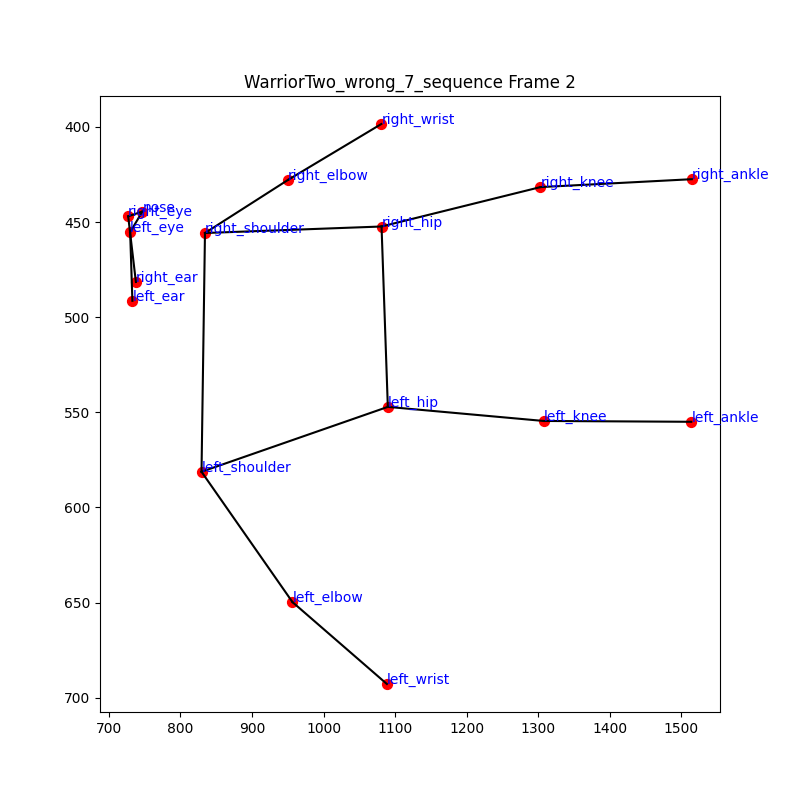 WarriorTwo_wrong_7_sequence Frame 2
400
450
500
550
600
650
700
700
800
900
1000
1100
1200
1300
1400
1500
right_wrist
right_elbow
right_knee
right_ankle
nose
right_eye
left_eye
right_shoulder
right_hip
right_ear
left_ear
left_hip
left_knee
left_ankle
left_shoulder
left_elbow
left_wrist